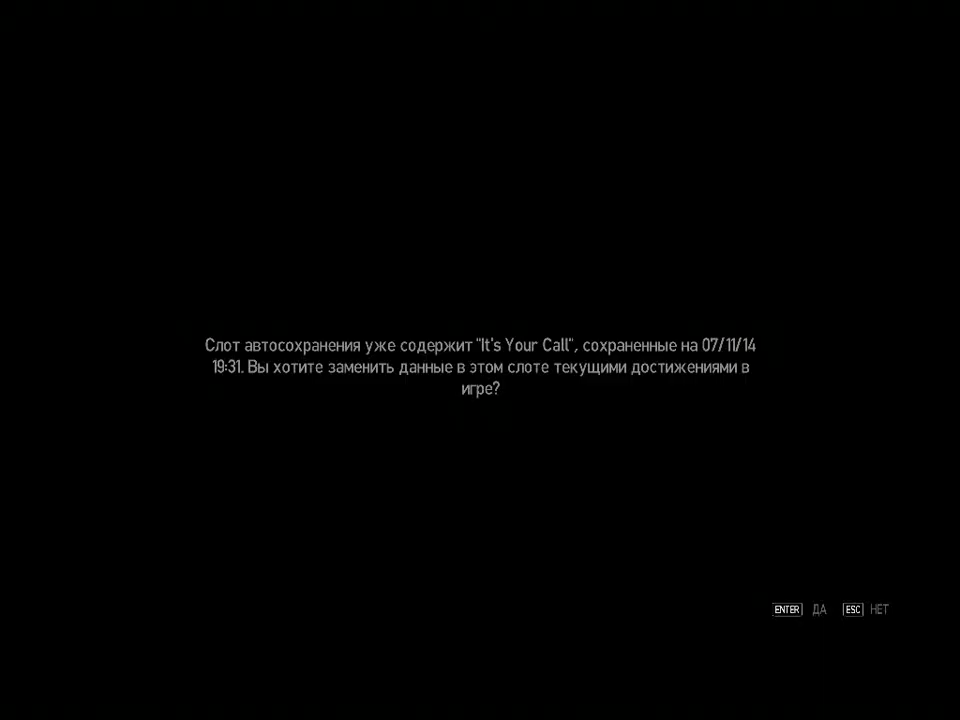 Слот автосохранения уже содержит "It's Your Call", сохраненные на 07/11/14
19:31. Вы хотите заменить данные в этом слоте текущими достижениями в
игре?
ENTER ДА ESC НЕТ